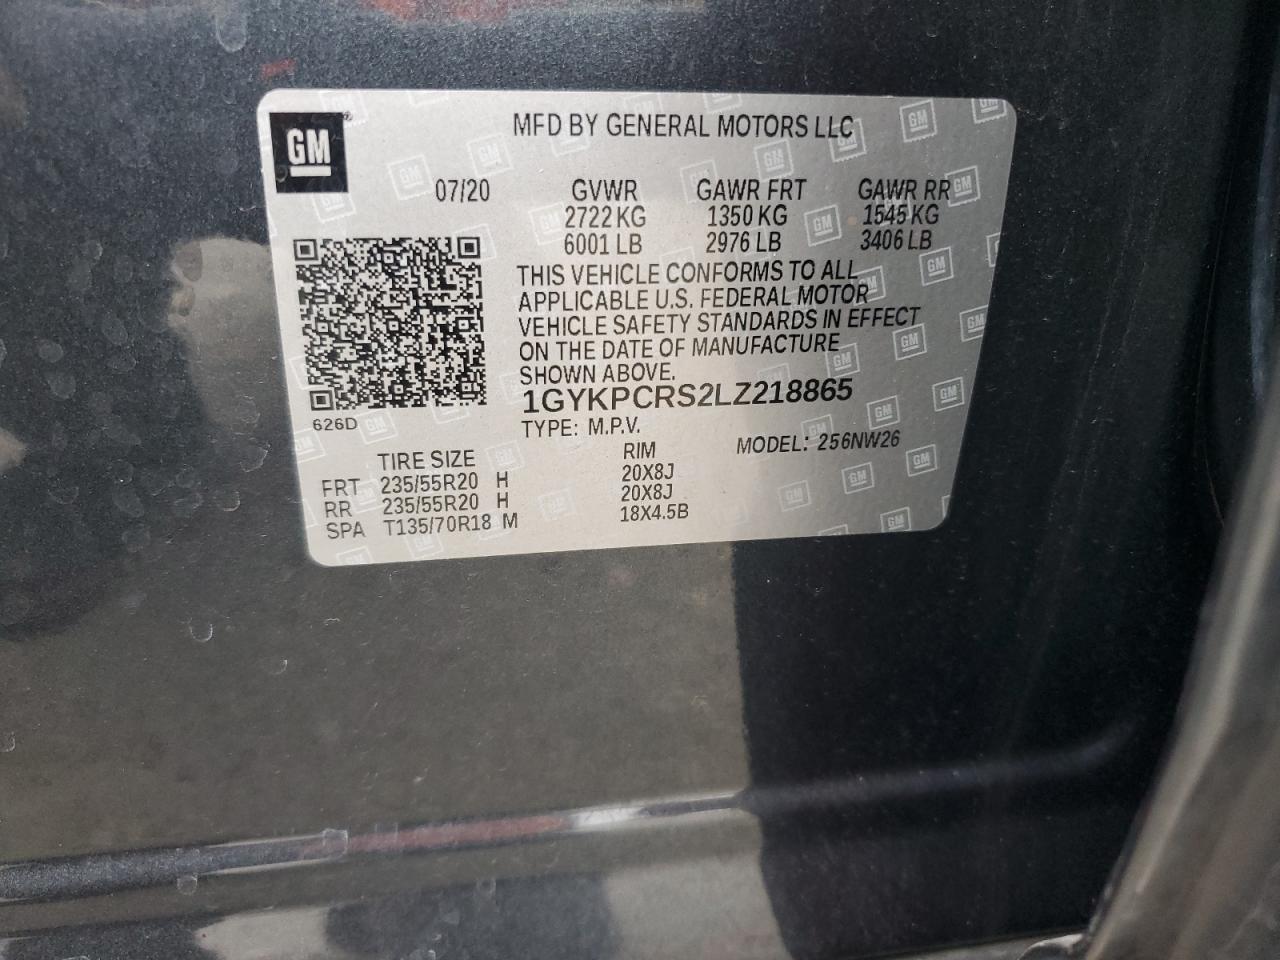 GM®
MFD BY GENERAL MOTORS LLC
07/20 GVWR GAWR FRT GAWR RR
2722 KG 1350 KG 1545 KG
6001 LB 2976 LB 3406 LB
THIS VEHICLE CONFORMS TO ALL
APPLICABLE U.S. FEDERAL MOTOR
VEHICLE SAFETY STANDARDS IN EFFECT
ON THE DATE OF MANUFACTURE
SHOWN ABOVE.
1GYKPCRS2LZ218865
626D
TYPE: M.P.V. MODEL: 256NW26
TIRE SIZE RIM
FRT 235/55R20 H 20X8J
RR 235/55R20 H 20X8J
SPA T135/70R18 M 18X4.5B